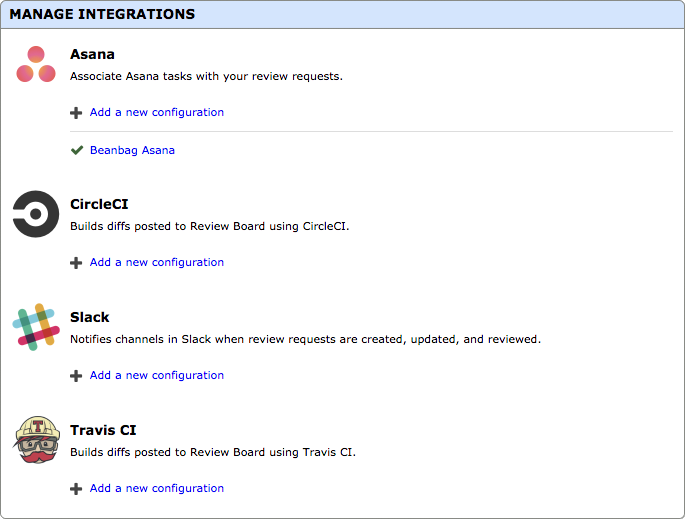 MANAGE INTEGRATIONS
Asana
Associate Asana tasks with your review requests.
Add a new configuration
Beanbag Asana
CircleCI
Builds diffs posted to Review Board using CircleCI.
Add a new configuration
Slack
Notifies channels in Slack when review requests are created, updated, and reviewed.
Add a new configuration
T
Travis CI
Builds diffs posted to Review Board using Travis CI.
Add a new configuration